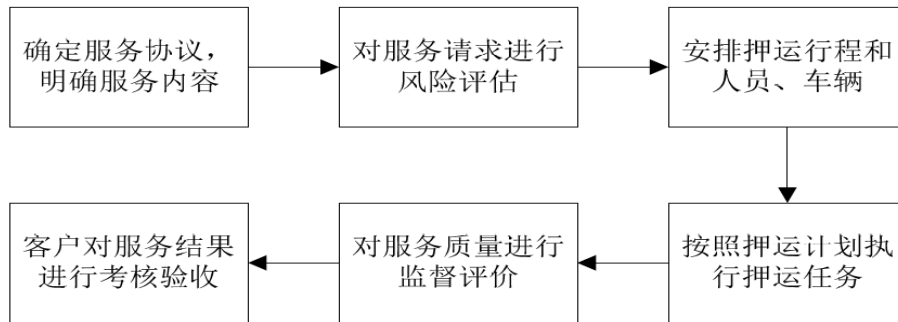 确定服务协议，
明确服务内容
对服务请求进行
风险评估
安排押运行程和
人员、车辆
按照押运计划执
行押运任务
对服务质量进行
监督评价
客户对服务结果
进行考核验收